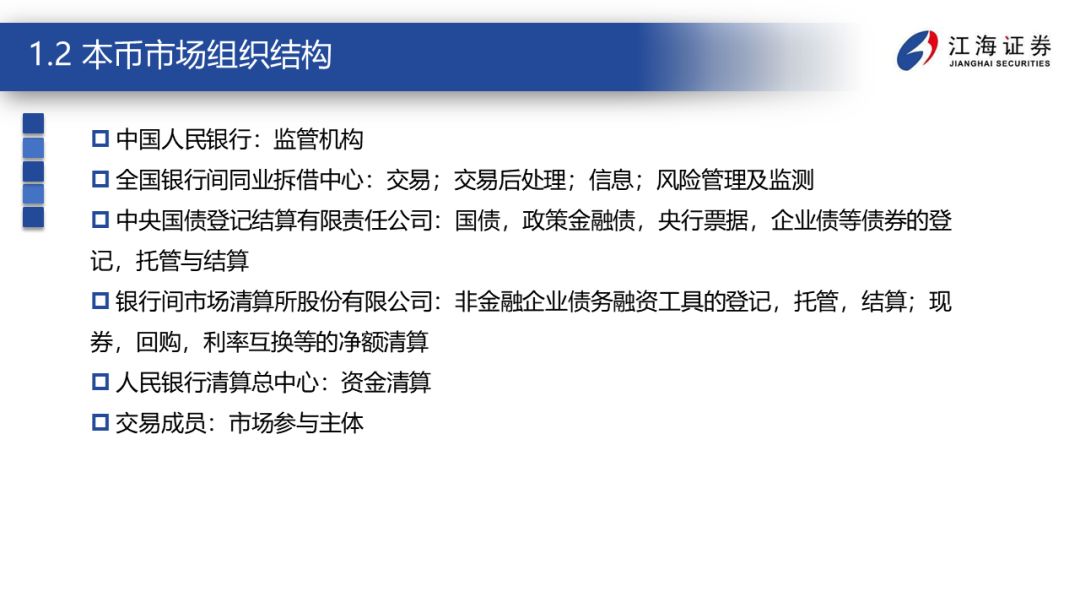 1.2 本币市场组织结构
江海证券
JIANGHAI SECURITIES
中国人民银行：监管机构
全国银行间同业拆借中心：交易；交易后处理；信息；风险管理及监测
中央国债登记结算有限责任公司：国债，政策金融债，央行票据，企业债等债券的登
记，托管与结算
银行间市场清算所股份有限公司：非金融企业债务融资工具的登记，托管，结算；现
券，回购，利率互换等的净额清算
人民银行清算总中心：资金清算
交易成员：市场参与主体